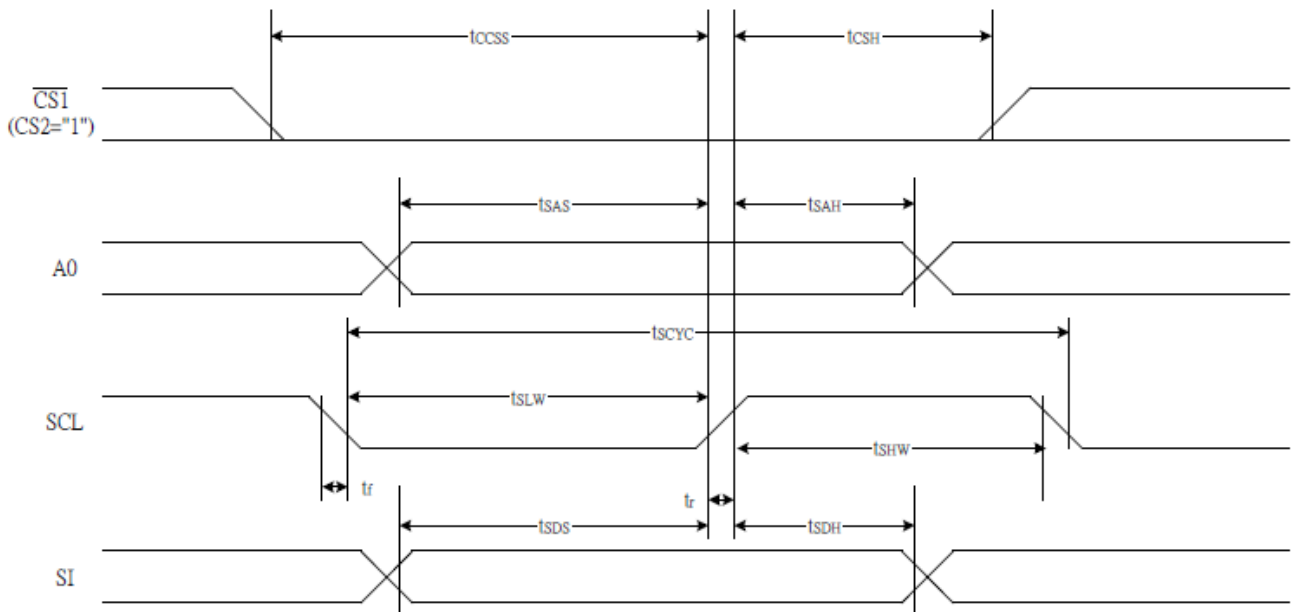 tCCSS
tCSH
CS1
(CS2="1")
tSAS
tSAH
A0
tSCYC
tSLW
SCL
tSHW
tf
tr
tSDS
tSDH
SI